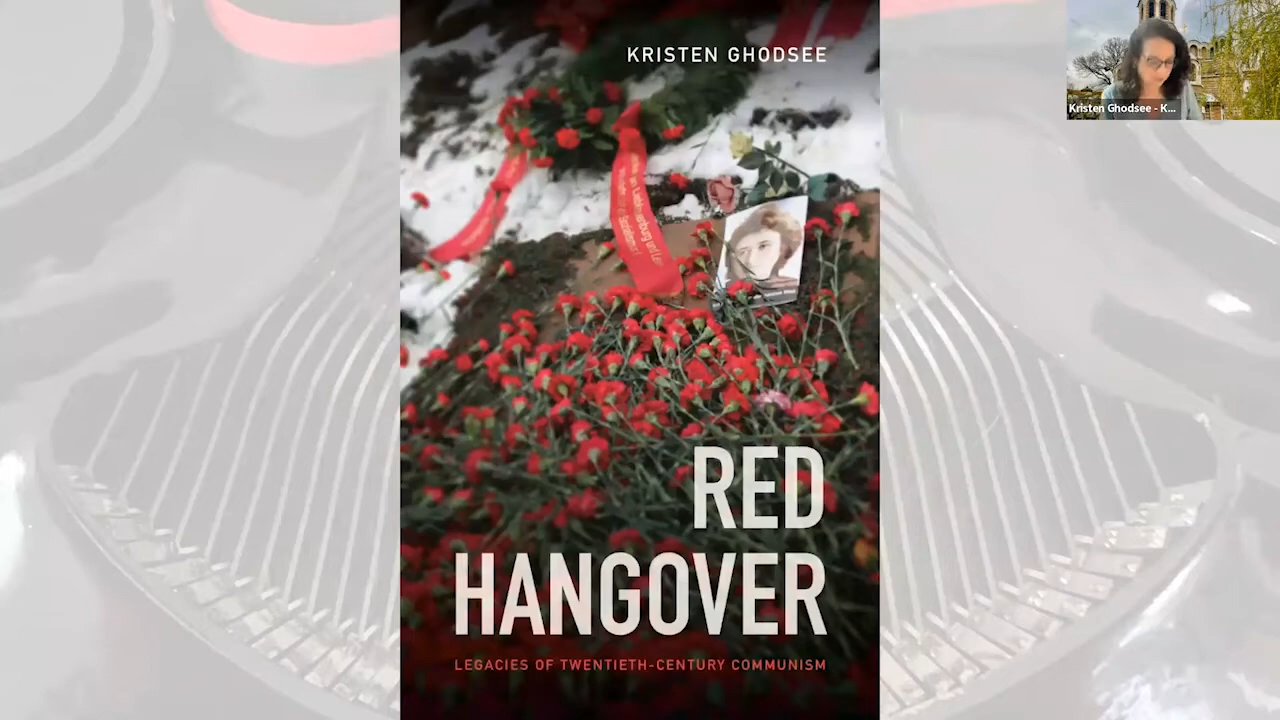 KRISTEN GHODSEE
Kristen Ghodsee - K...
RED
HANGOVER
LEGACIES OF TWENTIETH-CENTURY COMMUNISM